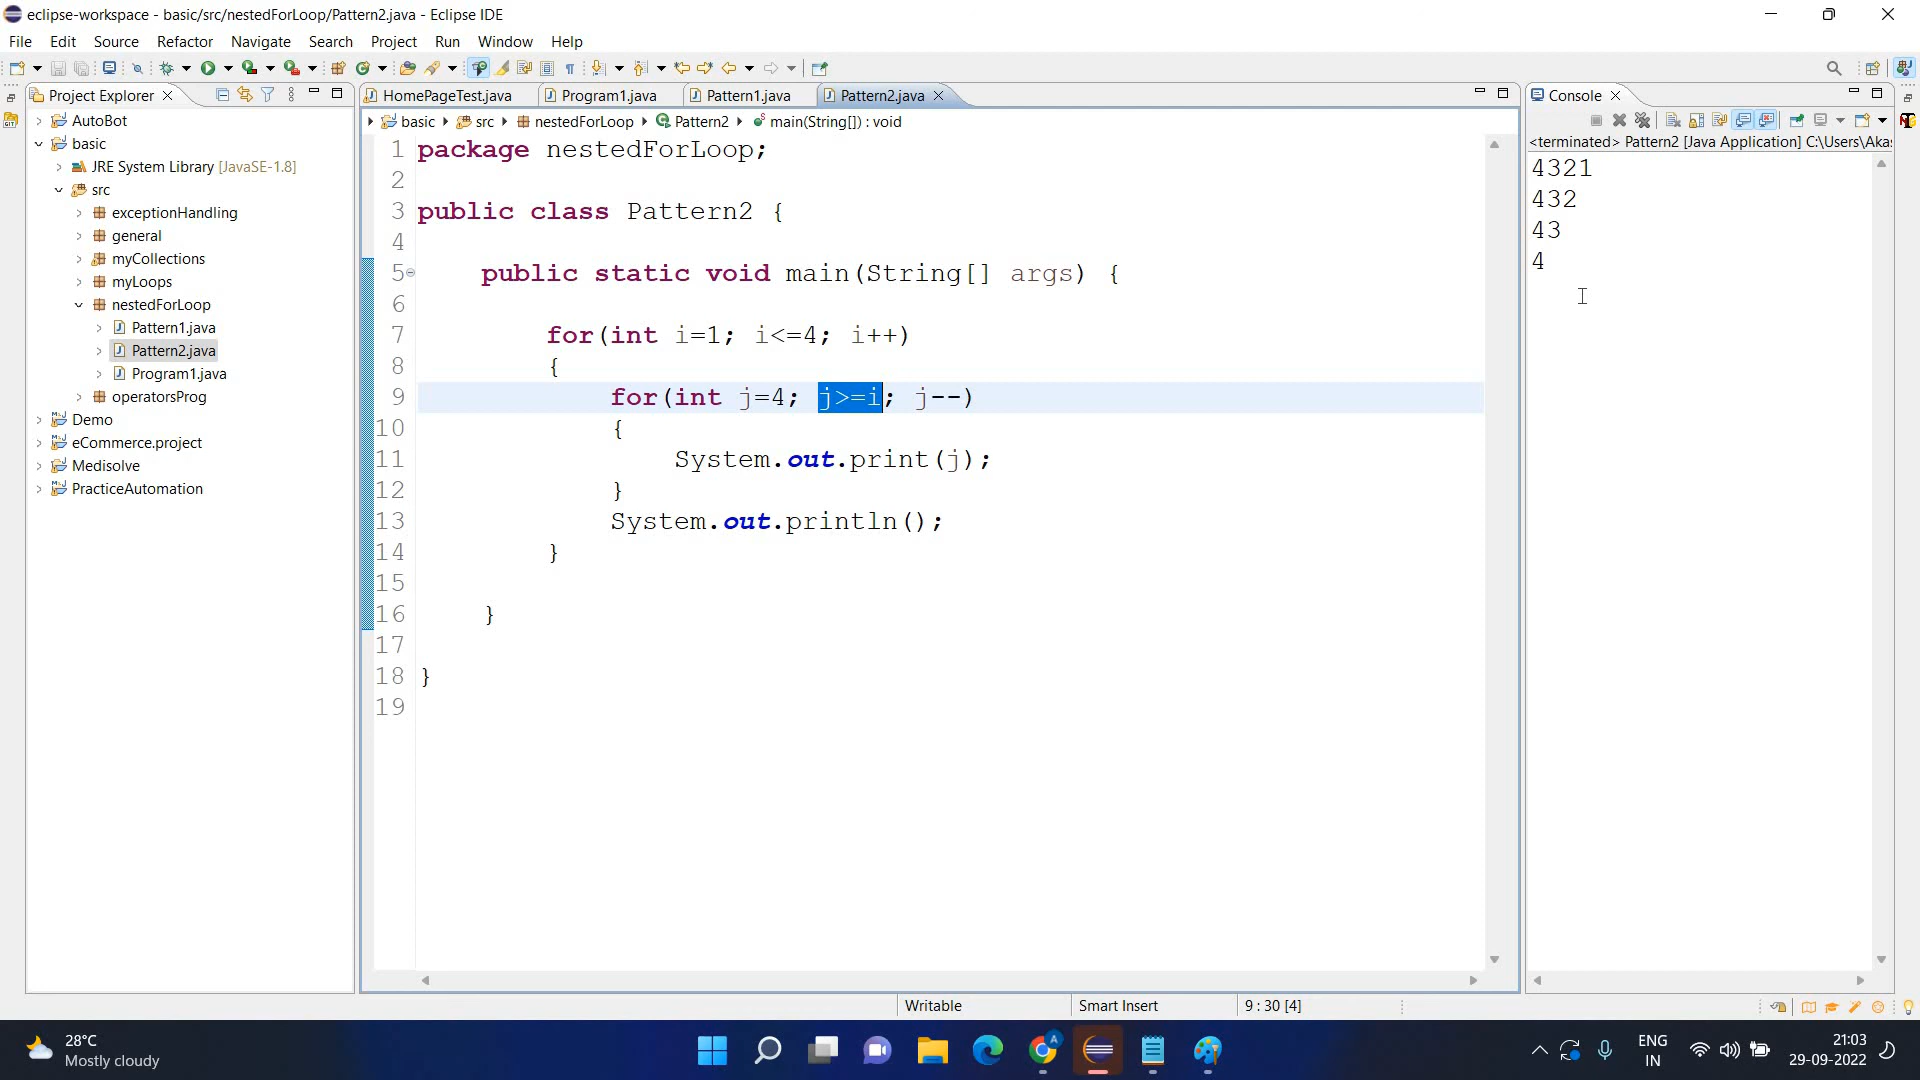 eclipse-workspace - basic/src/nestedForLoop/Pattern2.java - Eclipse IDE
File Edit Source Refactor Navigate Search Project Run Window Help
Project Explorer
HomePageTest.java Program1.java Pattern1.java Pattern2.java
Console
AutoBot
basic
JRE System Library [JavaSE-1.8]
src
exceptionHandling
general
myCollections
myLoops
nestedForLoop
Pattern1.java
Pattern2.java
Program1.java
operatorsProg
Demo
eCommerce.project
Medisolve
PracticeAutomation
basic src nestedForLoop Pattern2 main(String[]) : void
1 package nestedForLoop;
2
3 public class Pattern2 {
4
5 public static void main(String[] args) {
6
7 for(int i=1; i<=4; i++)
8 {
9 for(int j=4; j>=i; j--)
10 {
11 System.out.print(j);
12 }
13 System.out.println();
14 }
15
16 }
17
18 }
19
<terminated> Pattern2 [Java Application] C:\Users\Aka
4321
432
43
4
Writable Smart Insert 9 : 30 [4]
28°C
Mostly cloudy
ENG
IN
21:03
29-09-2022